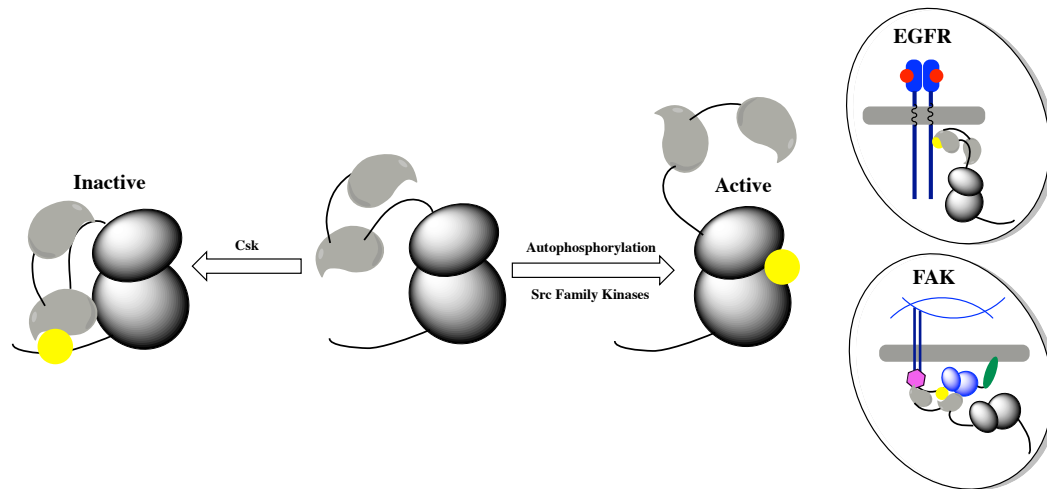 EGFR
Inactive
Active
Csk
Autophosphorylation
Src Family Kinases
FAK